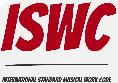 ISWC
INTERNATIONAL STANDARD MUSICAL WORK CODE